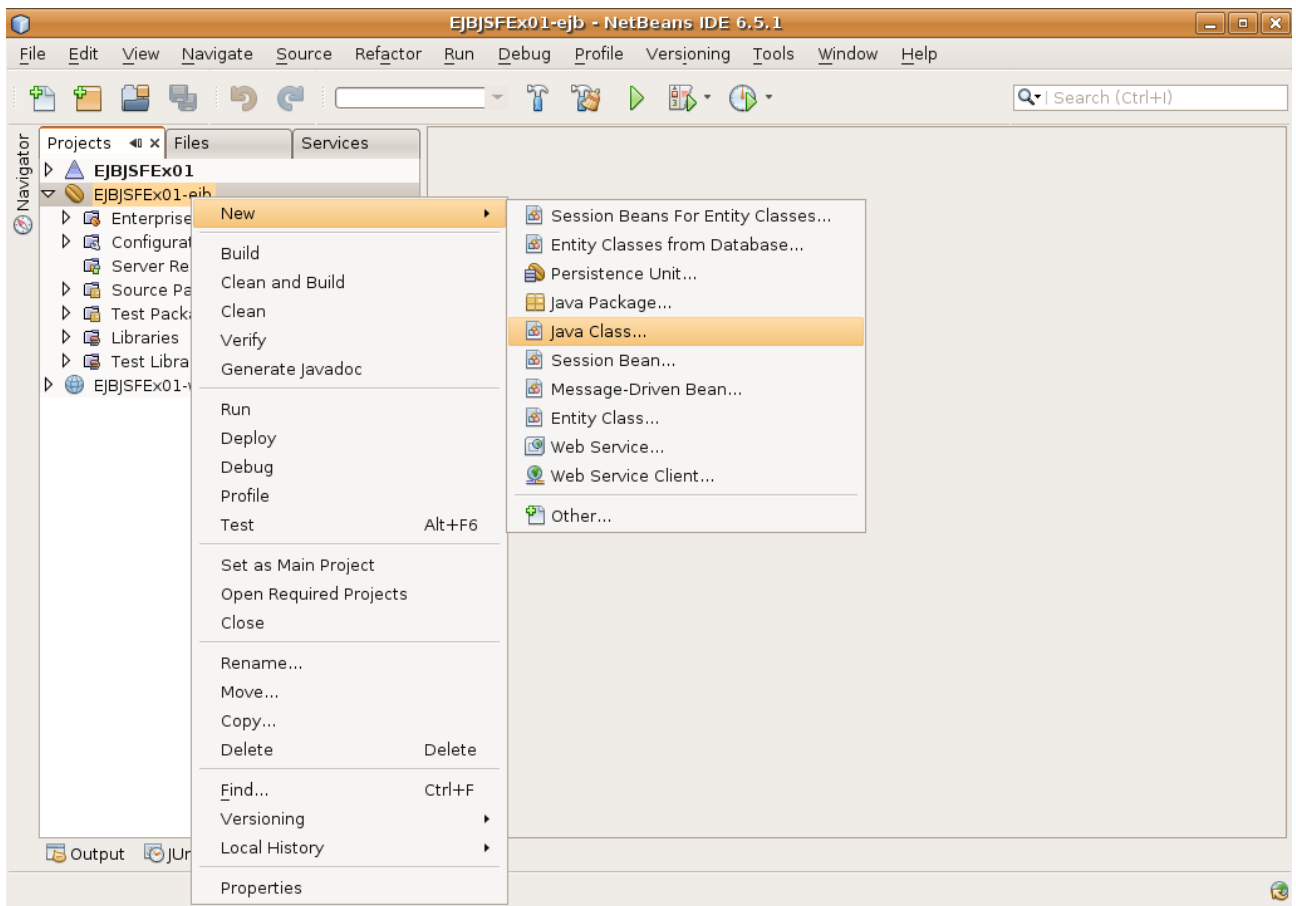 EJBJSFEx01-ejb - NetBeans IDE 6.5.1
File Edit View Navigate Source Refactor Run Debug Profile Versioning Tools Window Help
Search (Ctrl+I)
Navigator
Projects Files Services
EJBJSFEx01
EJBJSFEx01-ejb
Enterprise
Configurat
Server Re
Source Pa
Test Pack
Libraries
Test Libra
EJBJSFEx01-
New
Build
Clean and Build
Clean
Verify
Generate Javadoc
Run
Deploy
Debug
Profile
Test Alt+F6
Set as Main Project
Open Required Projects
Close
Rename...
Move...
Copy...
Delete Delete
Find... Ctrl+F
Versioning
Local History
Properties
Session Beans For Entity Classes...
Entity Classes from Database...
Persistence Unit...
Java Package...
Java Class...
Session Bean...
Message-Driven Bean...
Entity Class...
Web Service...
Web Service Client...
Other...
Output JUn